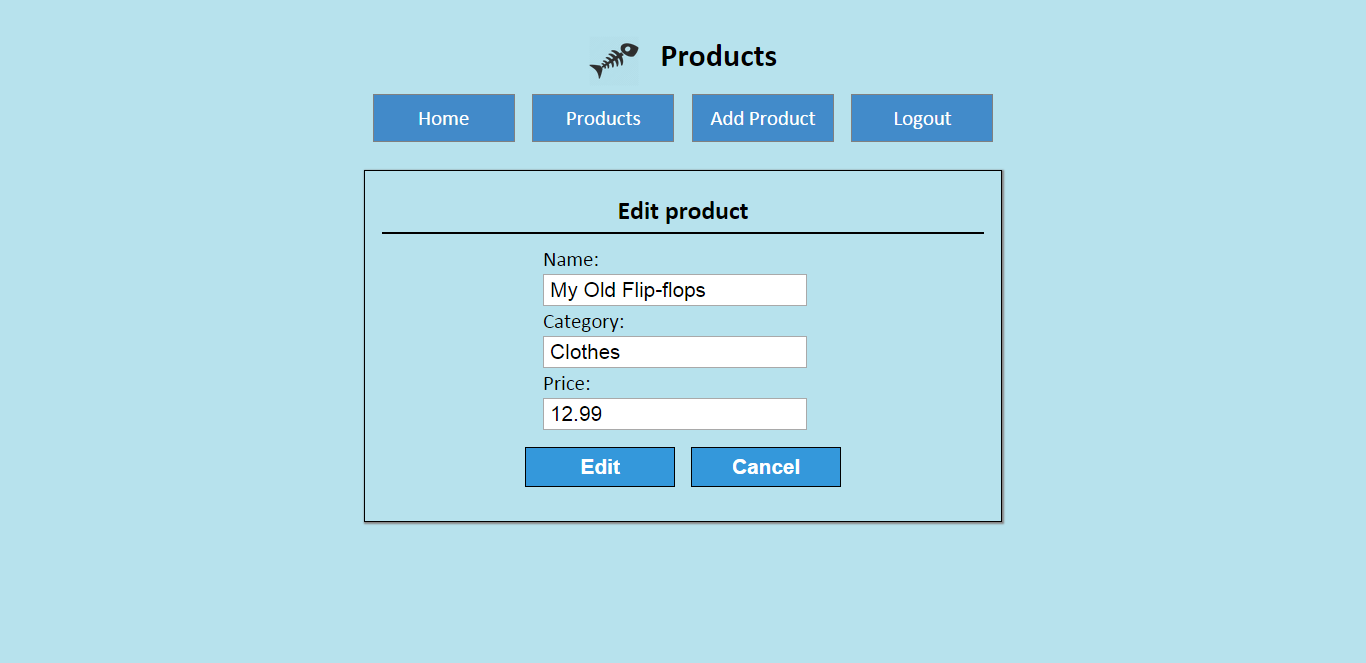 Products
Home Products Add Product Logout
Edit product
Name:
My Old Flip-flops
Category:
Clothes
Price:
12.99
Edit Cancel